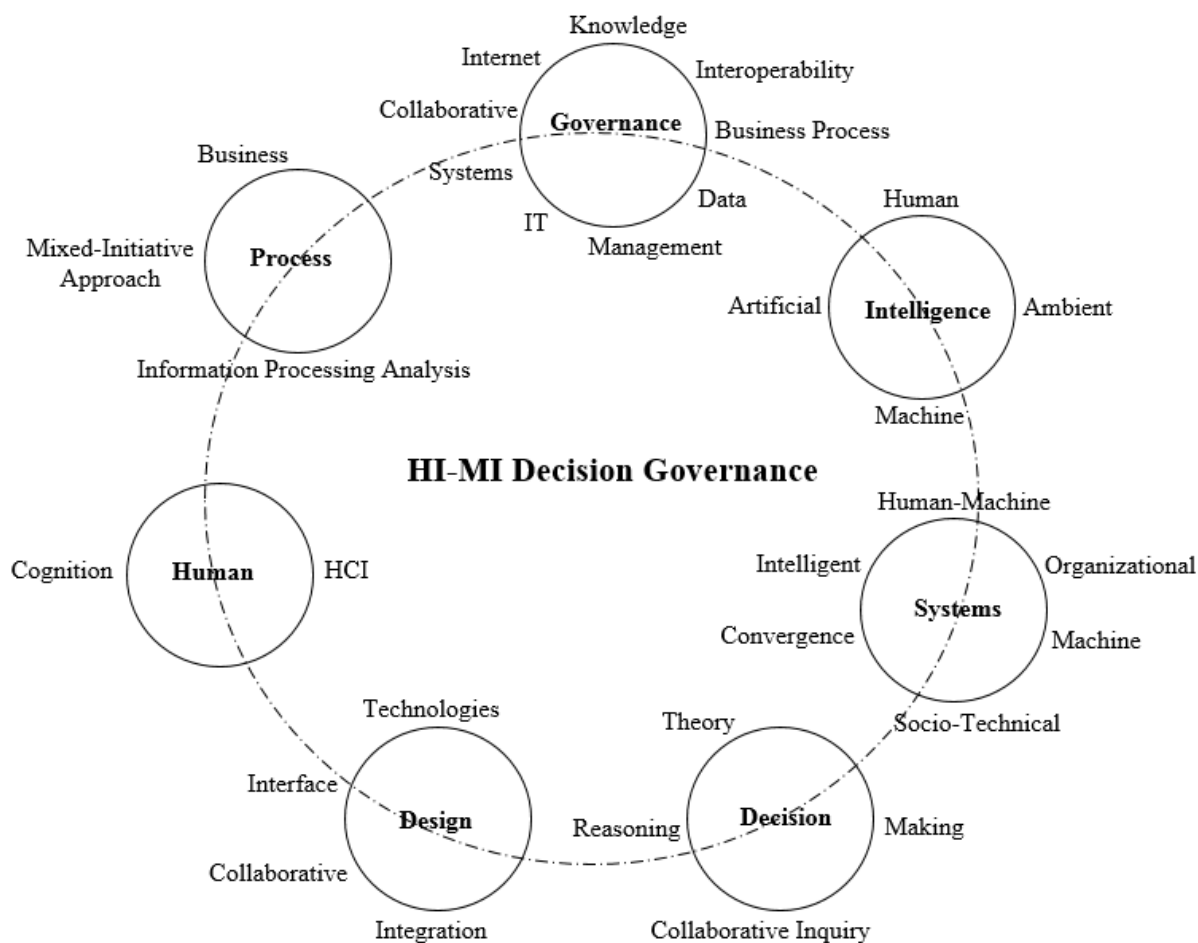 Knowledge
Internet
Interoperability
Collaborative
Governance
Business Process
Business
Systems
Data
Human
IT
Management
Mixed-Initiative
Approach
Process
Artificial
Intelligence
Ambient
Information Processing Analysis
Machine
HI-MI Decision Governance
Human-Machine
Intelligent
Organizational
Cognition
Human
HCI
Systems
Convergence
Machine
Technologies
Theory
Socio-Technical
Interface
Design
Reasoning
Decision
Making
Collaborative
Integration
Collaborative Inquiry